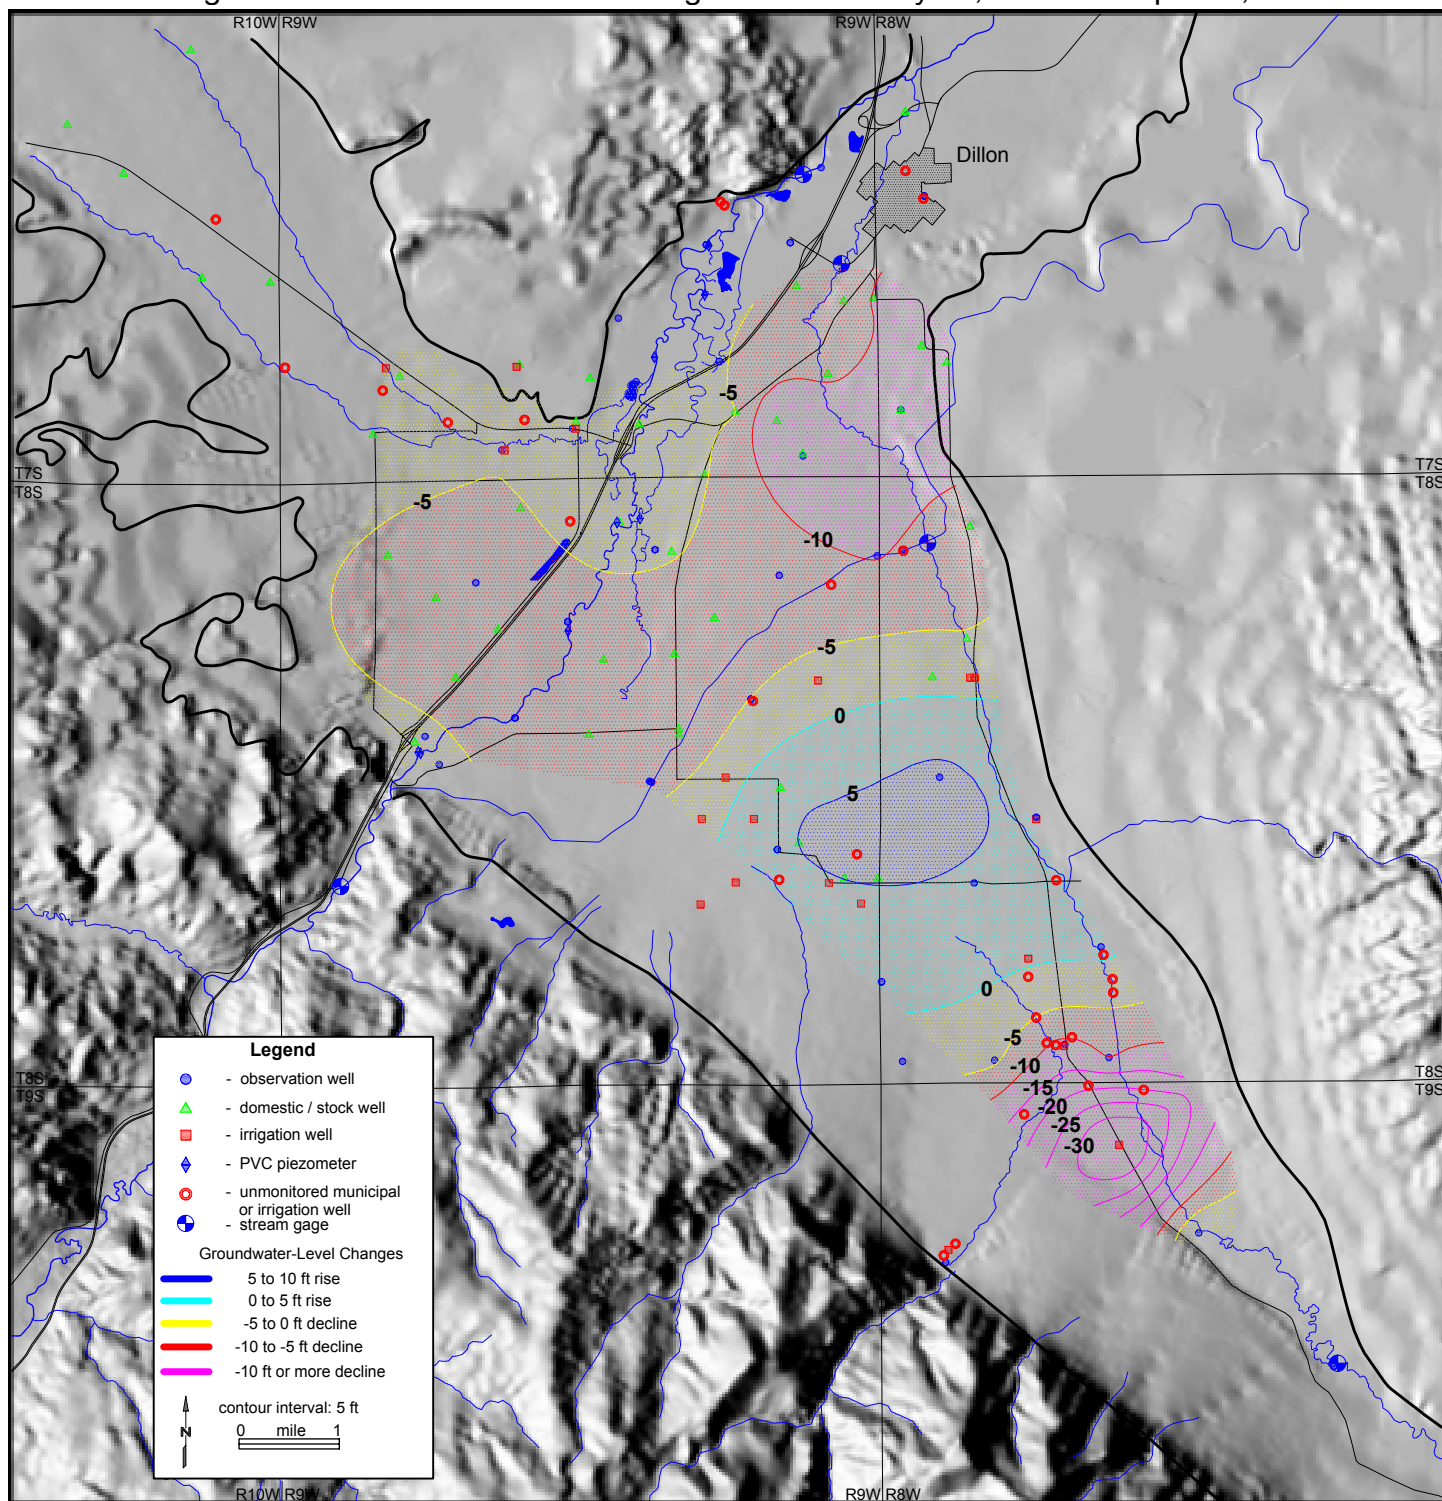 R10W R9W
R9W R8W
Dillon
-5
T7S
T8S
T7S
T8S
-5
-10
-5
0
5
0
-5
-10
-15
-20
-25
-30
T8S
T9S
T8S
T9S
Legend
- observation well
- domestic / stock well
- irrigation well
- PVC piezometer
- unmonitored municipal
or irrigation well
- stream gage
Groundwater-Level Changes
5 to 10 ft rise
0 to 5 ft rise
-5 to 0 ft decline
-10 to -5 ft decline
-10 ft or more decline
contour interval: 5 ft
N
0 mile 1
R10W R9W
R9W R8W